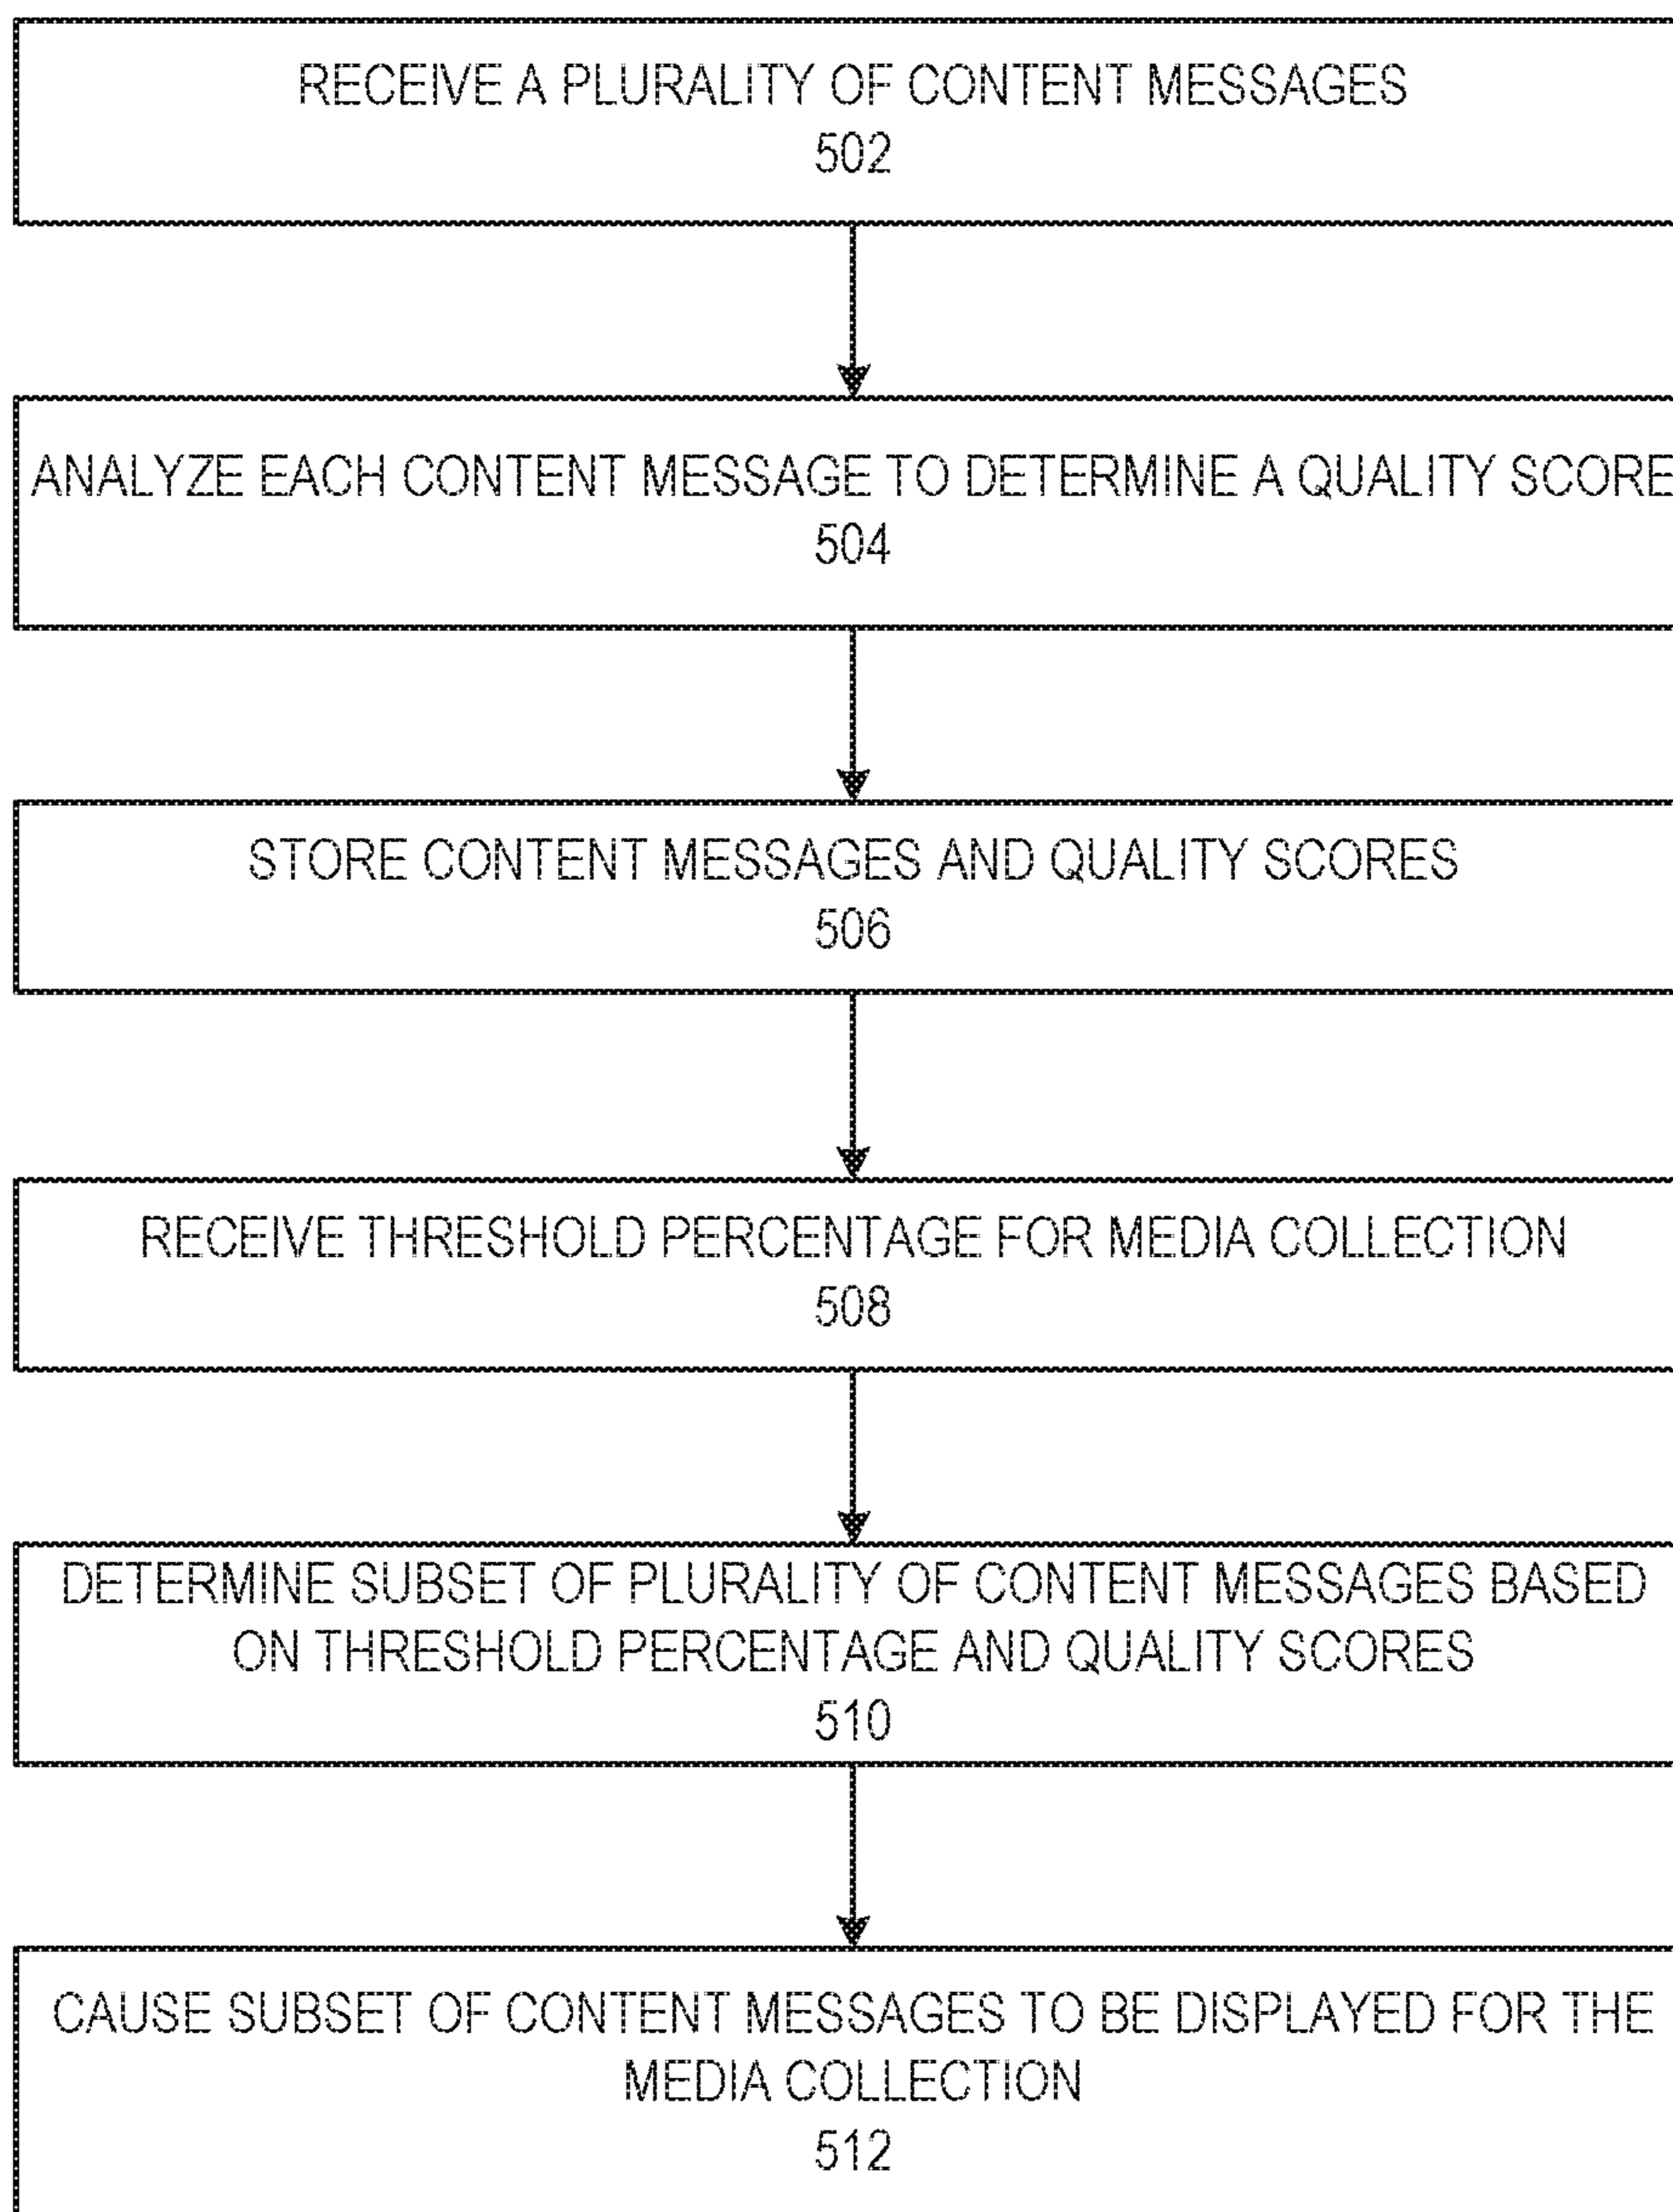 RECEIVE A PLURALITY OF CONTENT MESSAGES
502
ANALYZE EACH CONTENT MESSAGE TO DETERMINE A QUALITY SCORE
504
STORE CONTENT MESSAGES AND QUALITY SCORES
506
RECEIVE THRESHOLD PERCENTAGE FOR MEDIA COLLECTION
508
DETERMINE SUBSET OF PLURALITY OF CONTENT MESSAGES BASED
ON THRESHOLD PERCENTAGE AND QUALITY SCORES
510
CAUSE SUBSET OF CONTENT MESSAGES TO BE DISPLAYED FOR THE
MEDIA COLLECTION
512